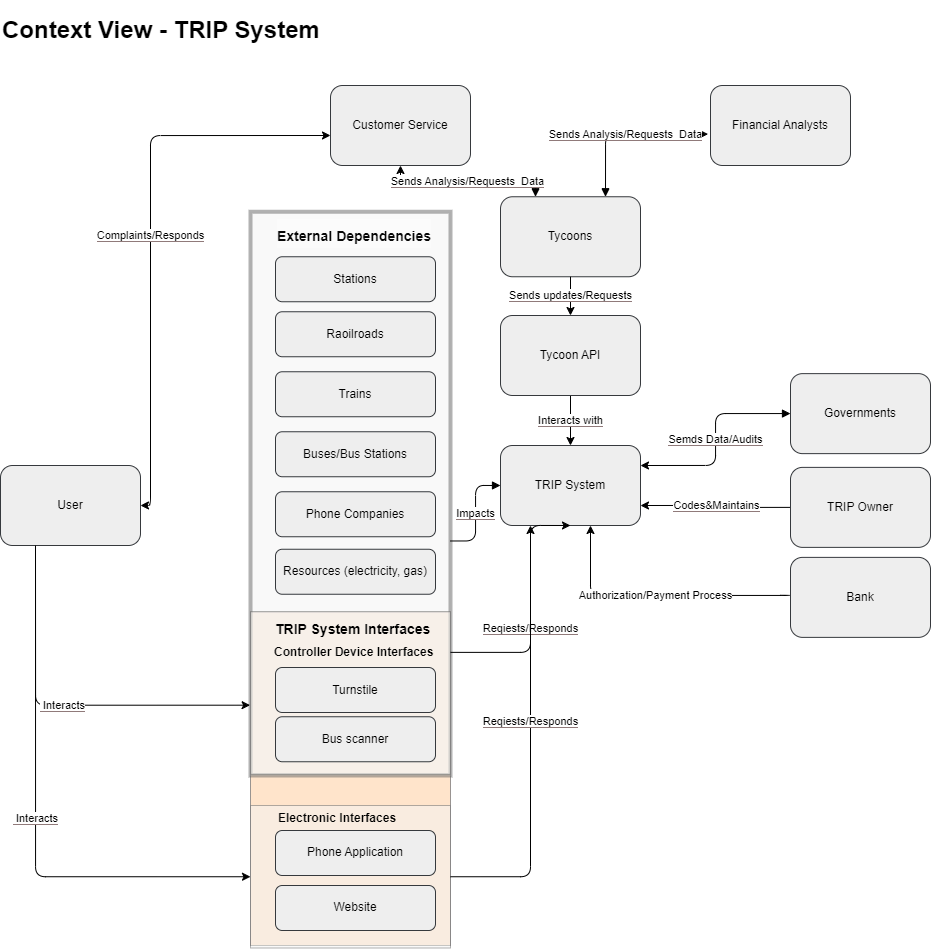 Context View - TRIP System
Customer Service
Financial Analysts
Sends Analysis/Requests  Data
Sends Analysis/Requests  Data
Complaints/Responds
External Dependencies
Tycoons
Stations
Sends updates/Requests
Raoilroads
Tycoon API
Trains
Interacts with
Governments
Semds Data/Audits
Buses/Bus Stations
User
TRIP System
Phone Companies
Impacts
Codes&Maintains
TRIP Owner
Resources (electricity, gas)
Authorization/Payment Process
Bank
TRIP System Interfaces
Reqiests/Responds
Controller Device Interfaces
Turnstile
Interacts
Reqiests/Responds
Bus scanner
Interacts
Electronic Interfaces
Phone Application
Website